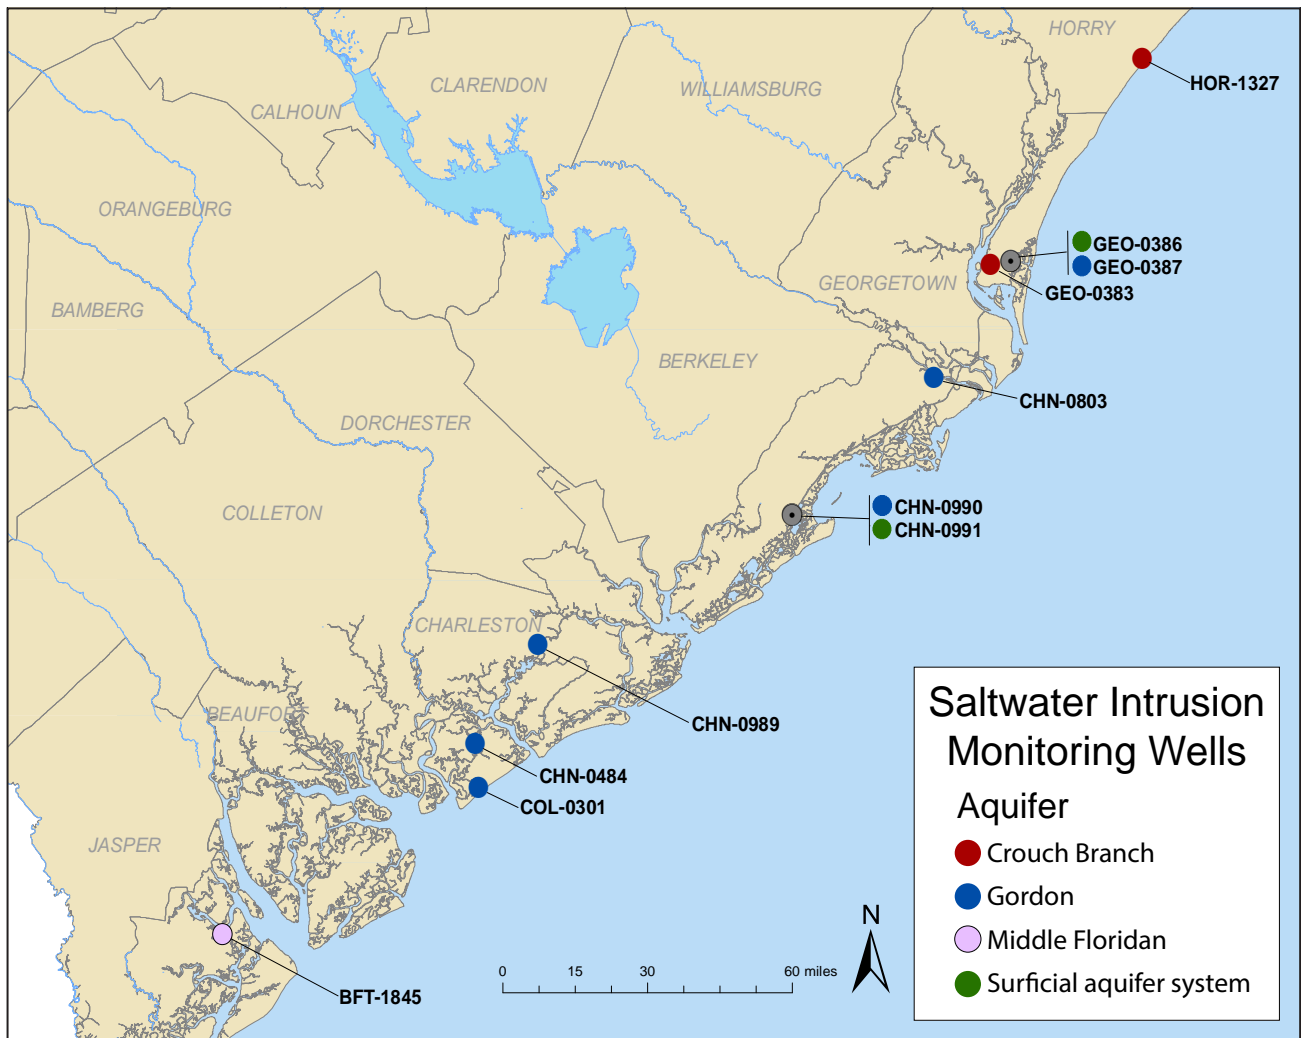 HORRY
HOR-1327
CLARENDON
WILLIAMSBURG
CALHOUN
ORANGEBURG
GEO-0386
GEO-0387
GEORGETOWN
GEO-0383
BAMBERG
BERKELEY
CHN-0803
DORCHESTER
COLLETON
CHN-0990
CHN-0991
CHARLESTON
BEAUFORT
CHN-0989
CHN-0484
COL-0301
JASPER
BFT-1845
N
0 15 30 60 miles
Saltwater Intrusion
Monitoring Wells
Aquifer
Crouch Branch
Gordon
Middle Floridan
Surficial aquifer system